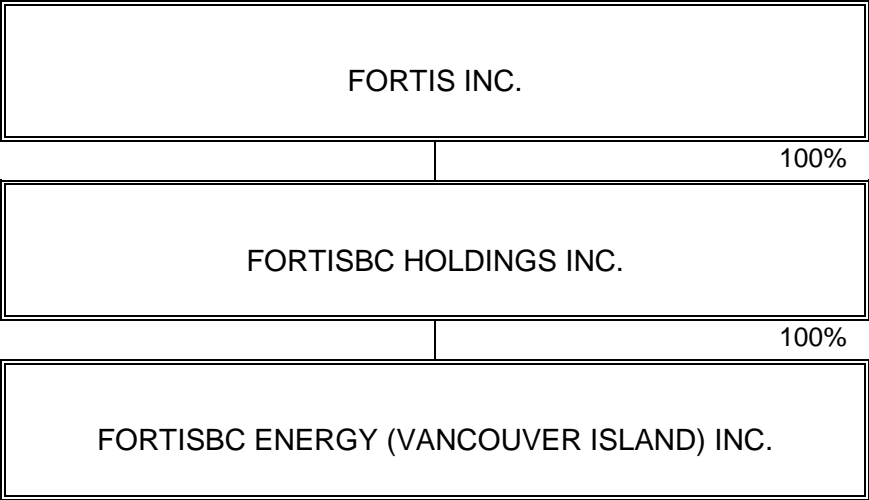 FORTIS INC.
100%
FORTISBC HOLDINGS INC.
100%
FORTISBC ENERGY (VANCOUVER ISLAND) INC.